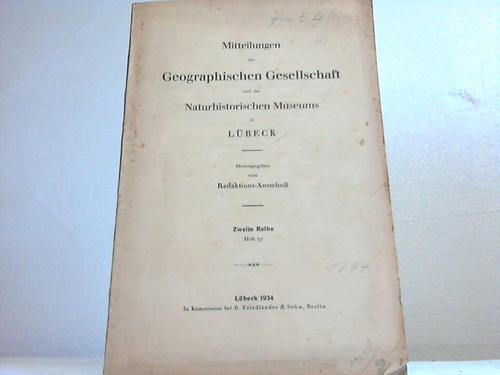 Mitteilungen
der
Geographischen Gesellschaft
und des
Naturhistorischen Museums
in
LÜBECK
Herausgegeben
vom
Redaktions-Ausschuß
Zweite Reihe
Heft 37
1894
Lübeck 1934
In Kommission bei R. Friedländer & Sohn, Berlin